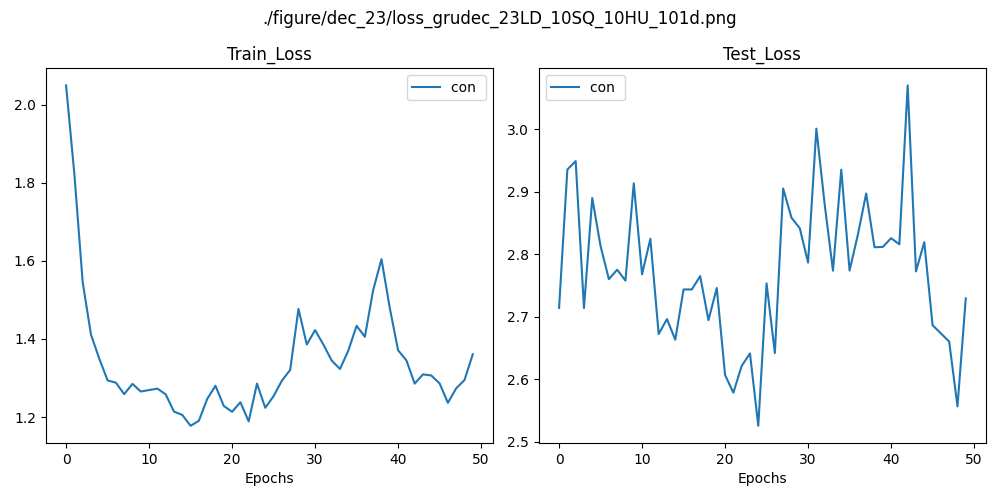 ./figure/dec_23/loss_grudec_23LD_10SQ_10HU_101d.png
Train_Loss
con
2.0
1.8
1.6
1.4
1.2
0 10 20 30 40 50
Epochs
Test_Loss
con
3.0
2.9
2.8
2.7
2.6
2.5
0 10 20 30 40 50
Epochs